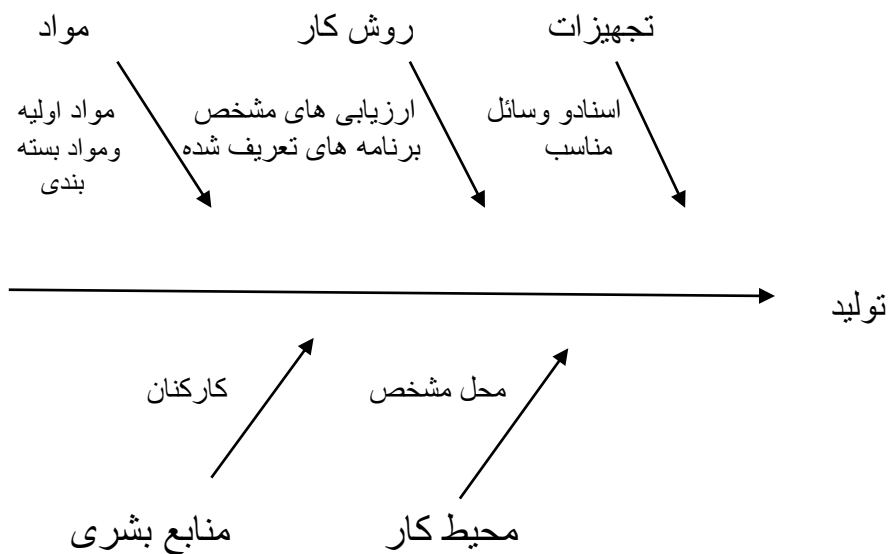 تجهیزات
روش کار
مواد
اسنادو وسائل
مناسب
ارزیابی های مشخص
برنامه های تعریف شده
مواد اولیه
ومواد بسته
بندی
تولید
محل مشخص
کارکنان
محیط کار
منابع بشری